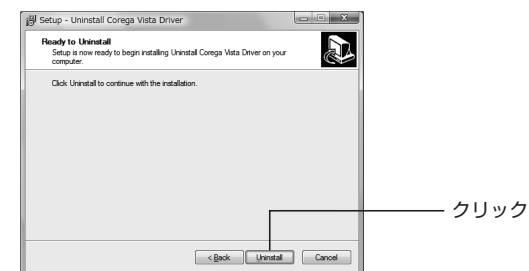 Setup - Uninstall Corega Vista Driver
Ready to Uninstall
Setup is now ready to begin installing Uninstall Corega Vista Driver on your
computer.
Click Uninstall to continue with the installation.
クリック
< Back Uninstall Cancel